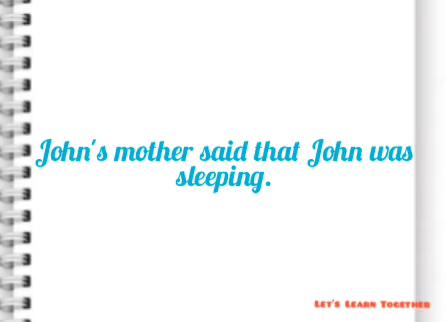 John's mother said that John was
sleeping.
Let's Learn Together